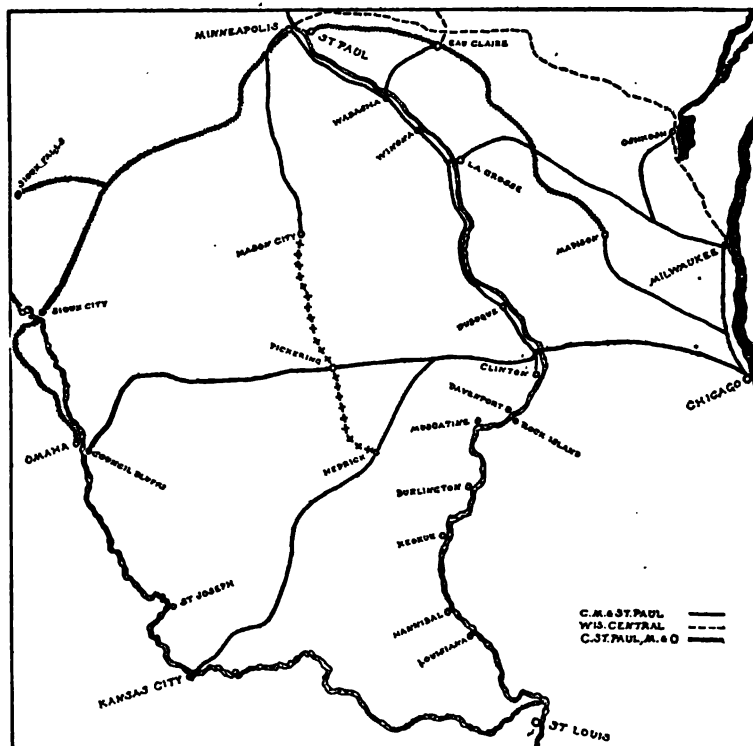 MINNEAPOLIS
ST PAUL
EAU CLAIRE
WABASHA
WINONA
OSHKOSH
LA CROSSE
SIOUX FALLS
MASON CITY
MADISON
MILWAUKEE
SIOUX CITY
DUBUQUE
PICKERING
CLINTON
CHICAGO
DAVENPORT
ROCK ISLAND
MUSCATINE
OMAHA
COUNCIL BLUFFS
HEDRICK
BURLINGTON
KEOKUK
ST JOSEPH
HANNIBAL
LOUISIANA
C.M.&ST.PAUL
WIS.CENTRAL
C.ST.PAUL,M.&O
KANSAS CITY
ST LOUIS